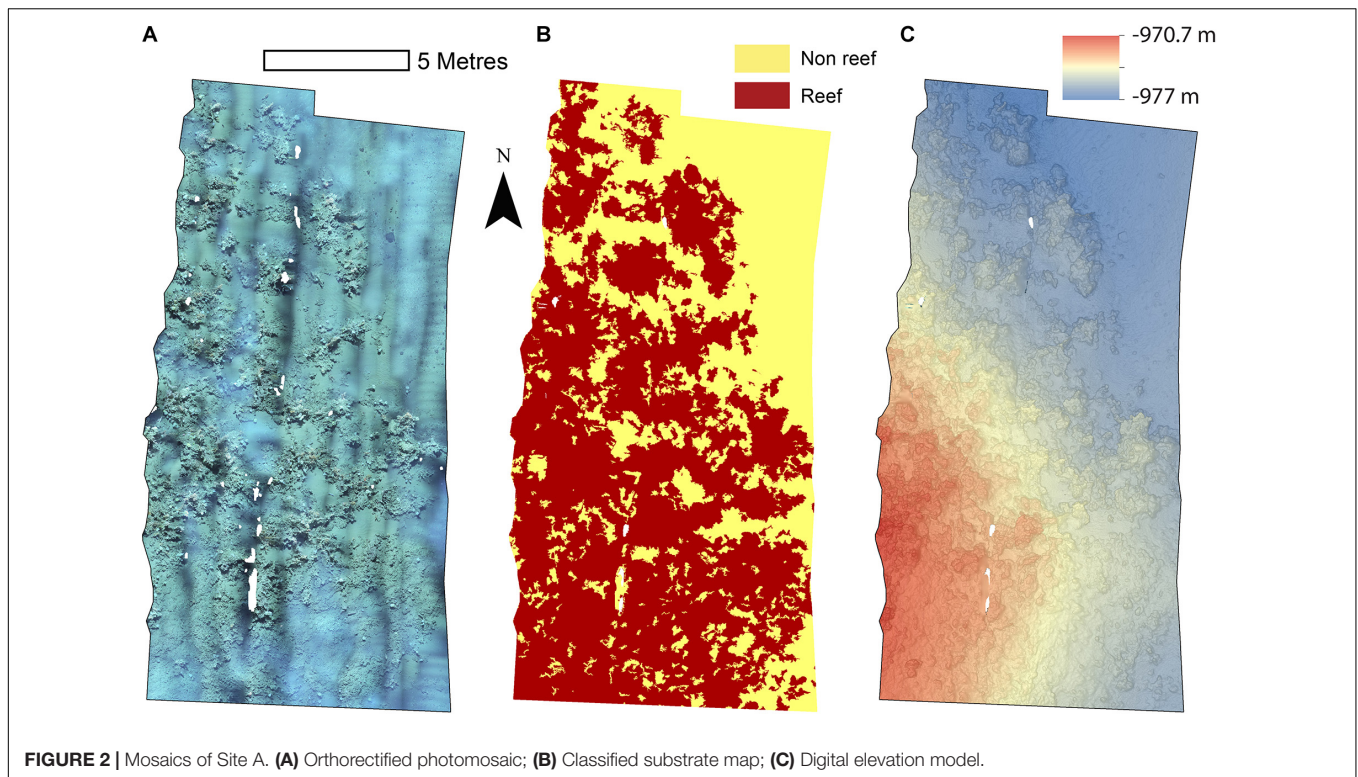 A
5 Metres
B
Non reef
Reef
C
-970.7 m
-977 m
N
FIGURE 2 | Mosaics of Site A. (A) Orthorectified photomosaic; (B) Classified substrate map; (C) Digital elevation model.